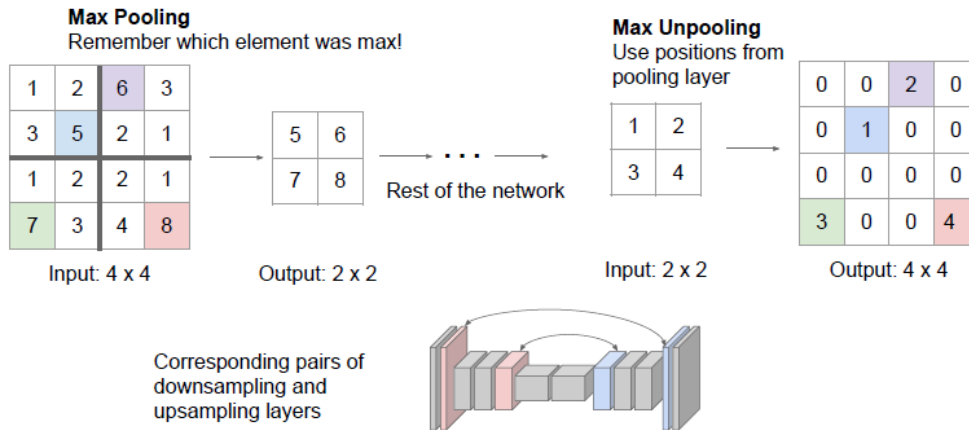 Max Pooling
Remember which element was max!
1 2 6 3
3 5 2 1
1 2 2 1
7 3 4 8
Input: 4 x 4
5 6
7 8
Output: 2 x 2
. . .
Rest of the network
Max Unpooling
Use positions from
pooling layer
1 2
3 4
Input: 2 x 2
0 0 2 0
0 1 0 0
0 0 0 0
3 0 0 4
Output: 4 x 4
Corresponding pairs of
downsampling and
upsampling layers